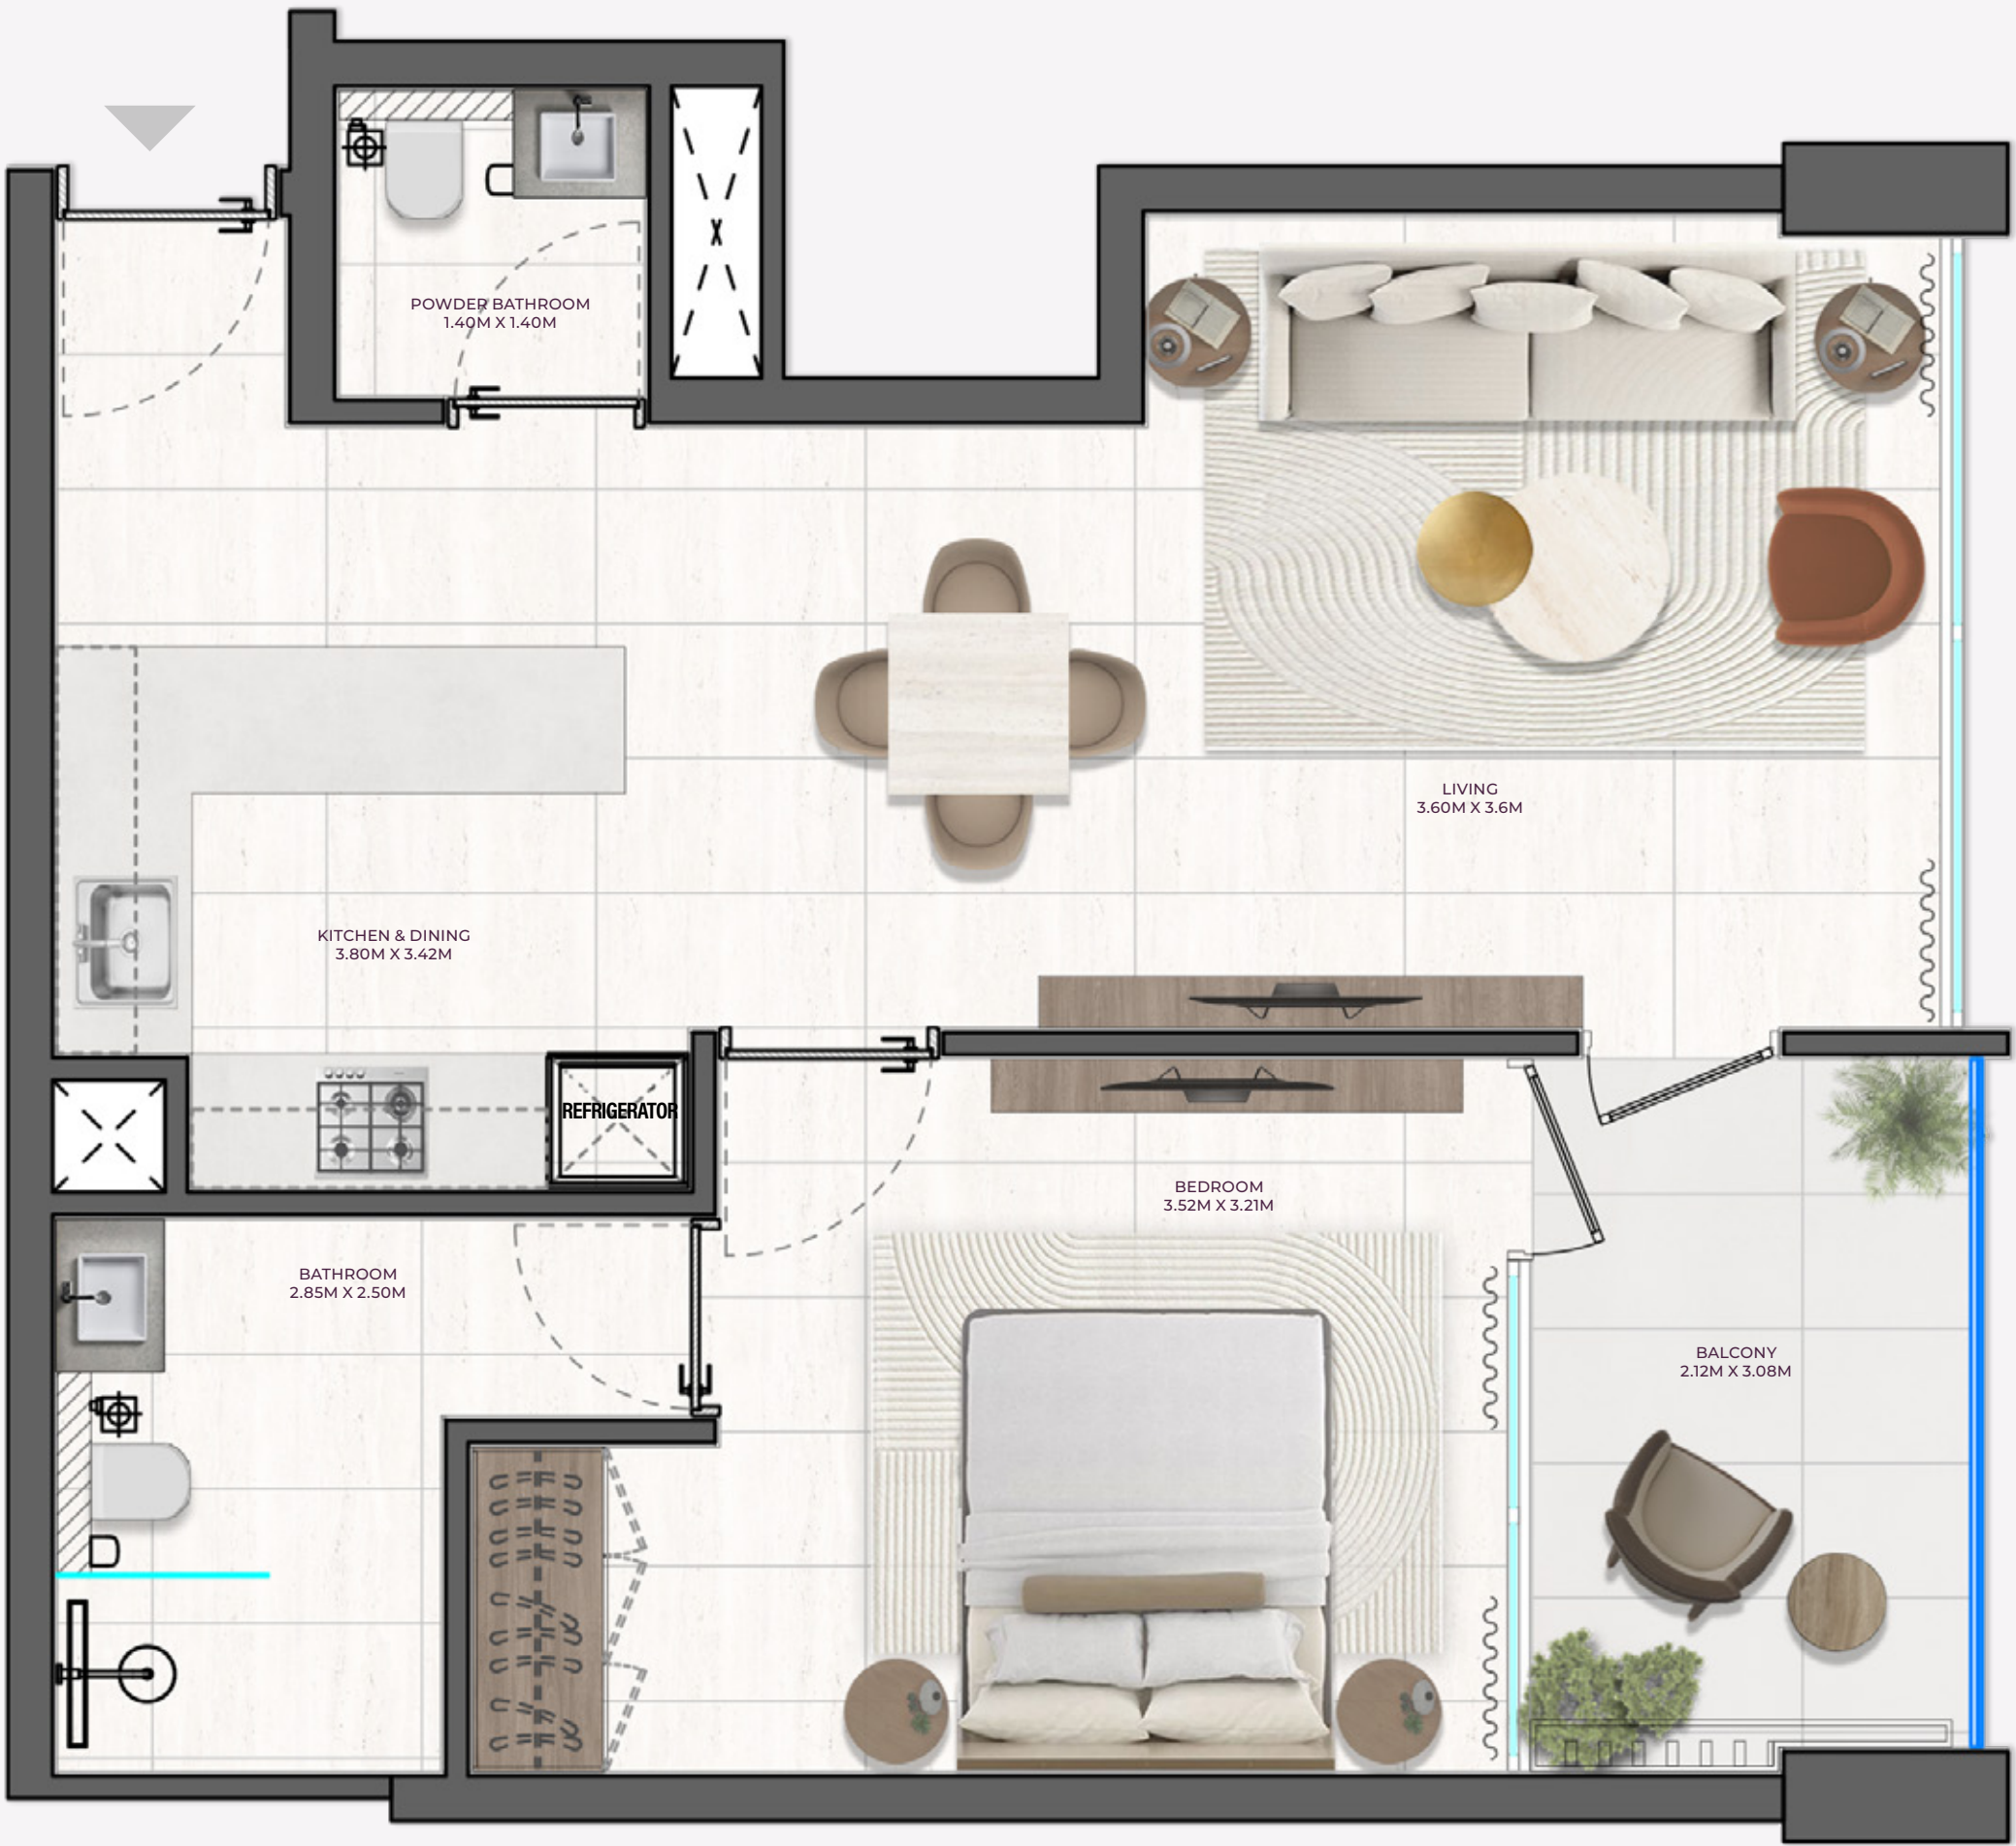 POWDER BATHROOM
1.40M X 1.40M
LIVING
3.60M X 3.6M
KITCHEN & DINING
3.80M X 3.42M
REFRIGERATOR
BEDROOM
3.52M X 3.21M
BATHROOM
2.85M X 2.50M
BALCONY
2.12M X 3.08M